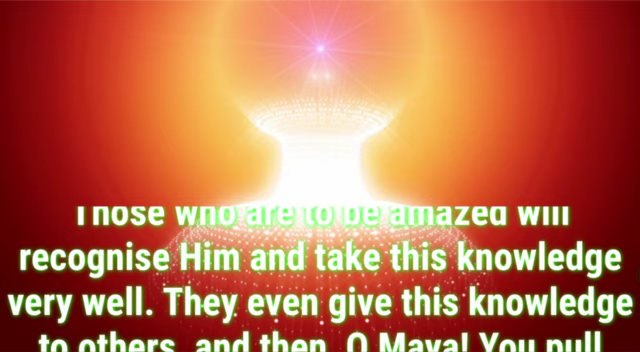 Those who are to be amazed will
recognise Him and take this knowledge
very well. They even give this knowledge
to others, and then, O Maya! You pull